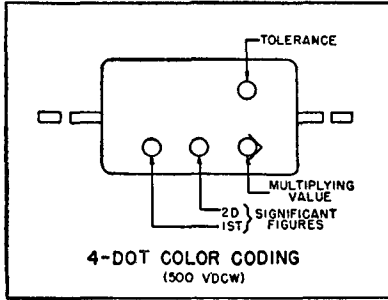 TOLERANCE
MULTIPLYING
VALUE
2D } SIGNIFICANT
1ST } FIGURES
4-DOT COLOR CODING
(500 VDCW)